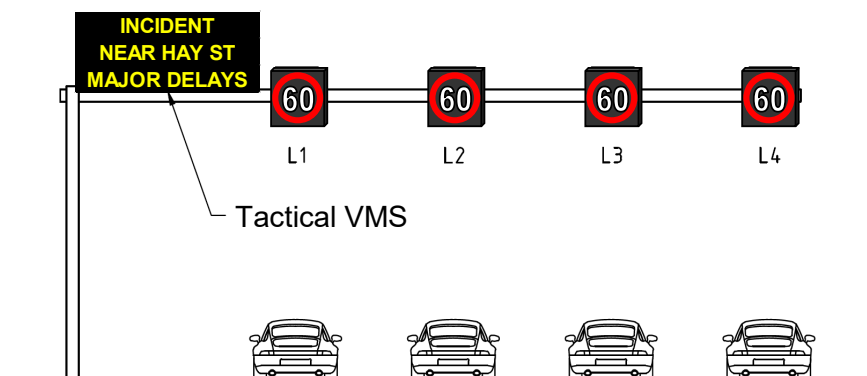 INCIDENT
NEAR HAY ST
MAJOR DELAYS
60 60 60 60
L1 L2 L3 L4
Tactical VMS